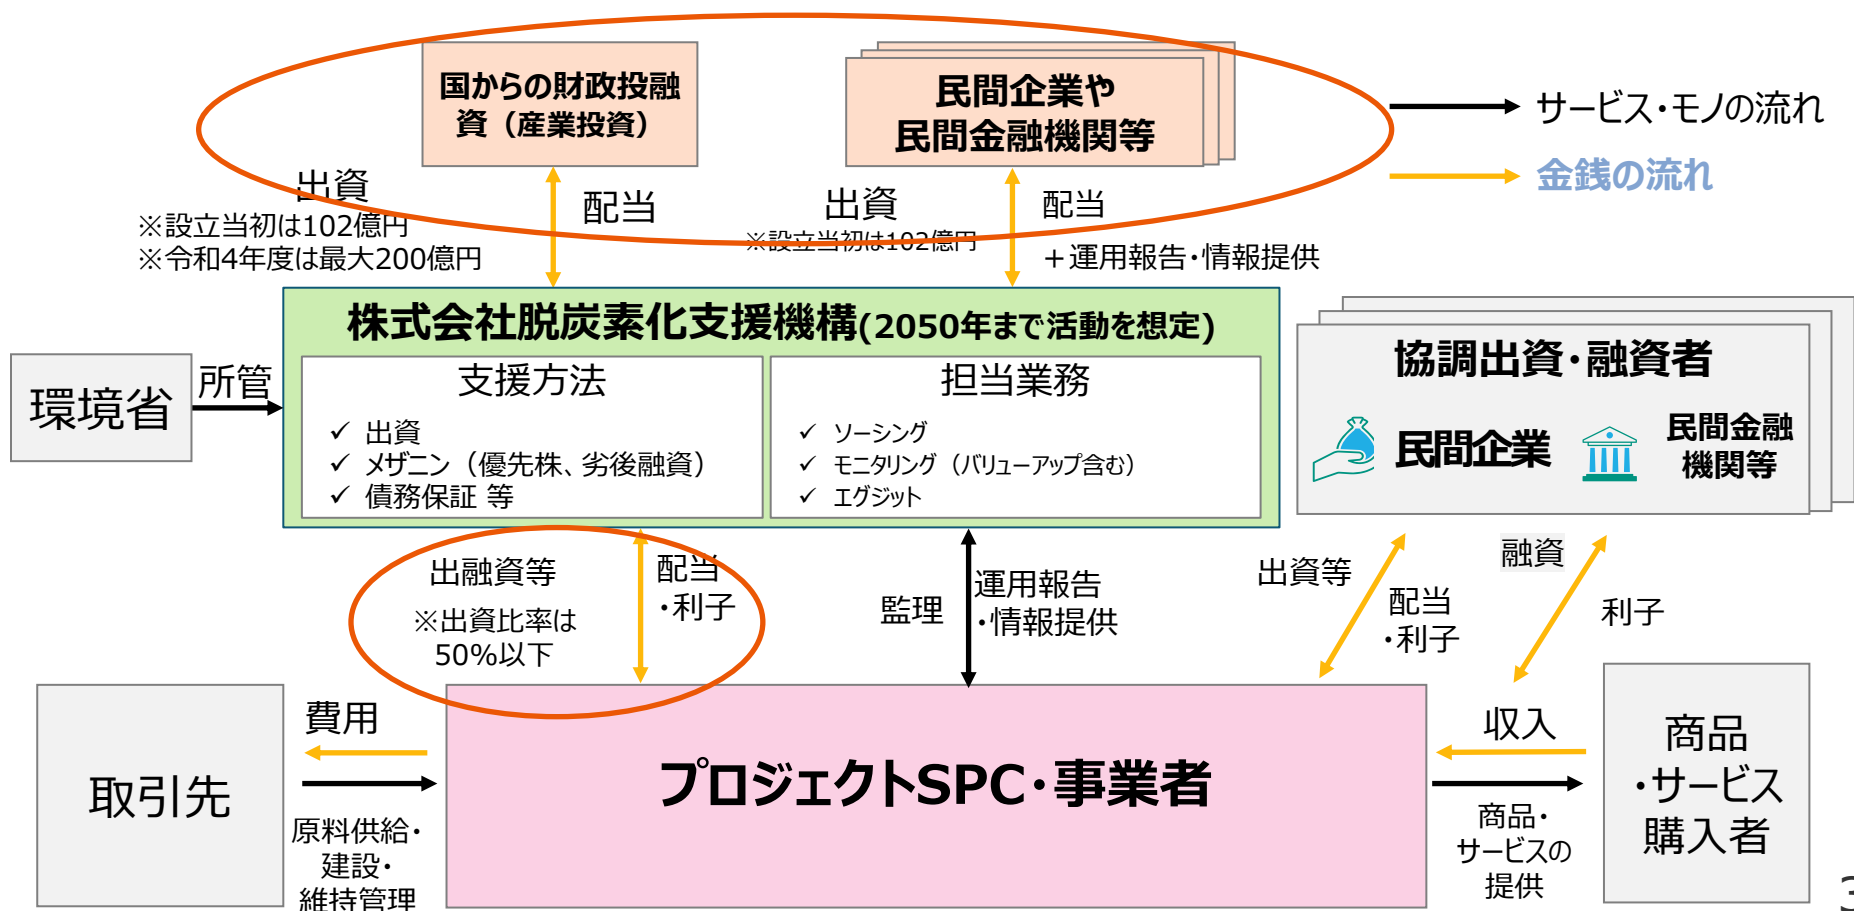 国からの財政投融
資（産業投資）
民間企業や
民間金融機関等
サービス・モノの流れ
金銭の流れ
出資
※設立当初は102億円
※令和4年度は最大200億円
配当
出資
※設立当初は102億円
配当
＋運用報告・情報提供
株式会社脱炭素化支援機構(2050年まで活動を想定)
環境省
所管
支援方法
✓ 出資
✓ メザニン（優先株、劣後融資）
✓ 債務保証 等
担当業務
✓ ソーシング
✓ モニタリング（バリューアップ含む）
✓ エグジット
協調出資・融資者
民間企業
民間金融
機関等
出融資等
※出資比率は
50%以下
配当
・利子
監理
運用報告
・情報提供
出資等
配当
・利子
融資
利子
取引先
費用
原料供給・
建設・
維持管理
プロジェクトSPC・事業者
収入
商品・
サービスの
提供
商品
・サービス
購入者
3